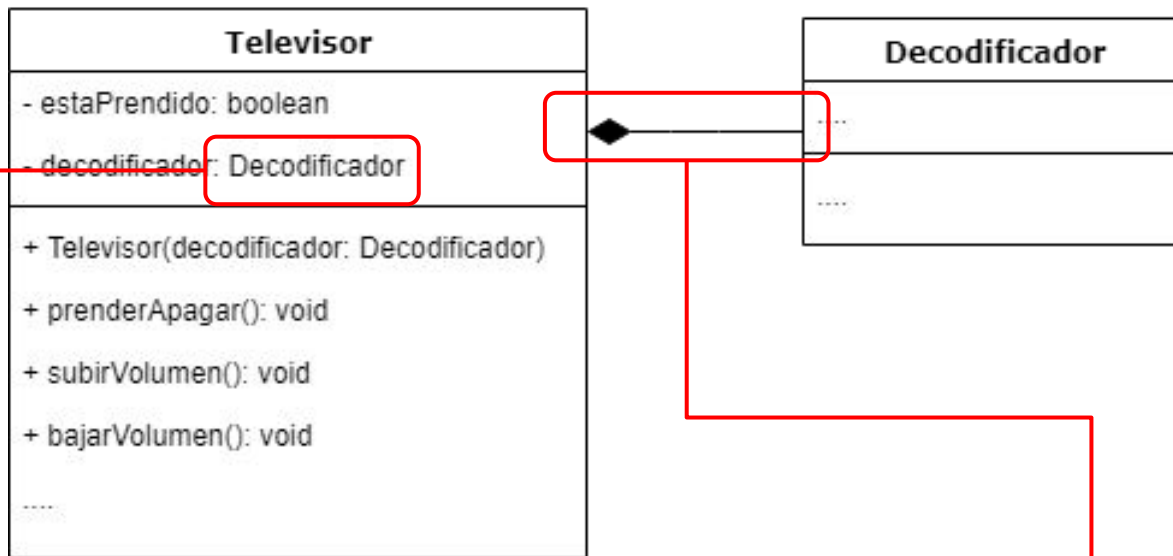 Televisor
- estaPrendido: boolean
- decodificador: Decodificador
+ Televisor(decodificador: Decodificador)
+ prenderApagar(): void
+ subirVolumen(): void
+ bajarVolumen(): void
....
Decodificador
....
....